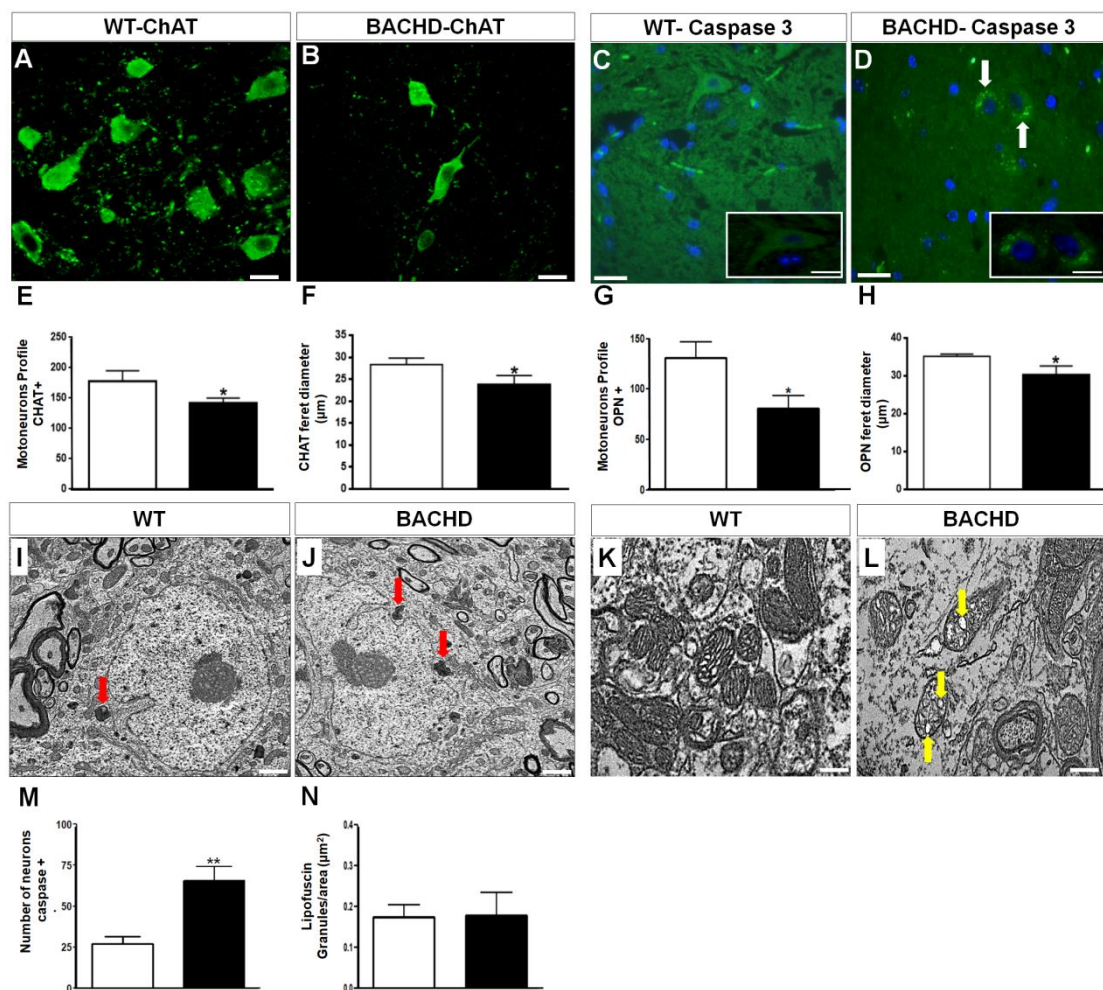 WT-ChAT
BACHD-ChAT
WT- Caspase 3
BACHD- Caspase 3
A
B
C
D
E
F
G
H
Motoneurons Profile
CHAT+
250
200
150
100
50
0
*
CHAT feret diameter
(µm)
35
30
25
20
15
10
5
0
*
Motoneurons Profile
OPN +
150
100
50
0
*
OPN feret diameter
(µm)
40
30
20
10
0
*
WT
BACHD
WT
BACHD
I
J
K
L
M
N
Number of neurons
caspase +
100
75
50
25
**
Lipofuscin
Granules/area (µm²)
0.4
0.3
0.2
0.1
0.0